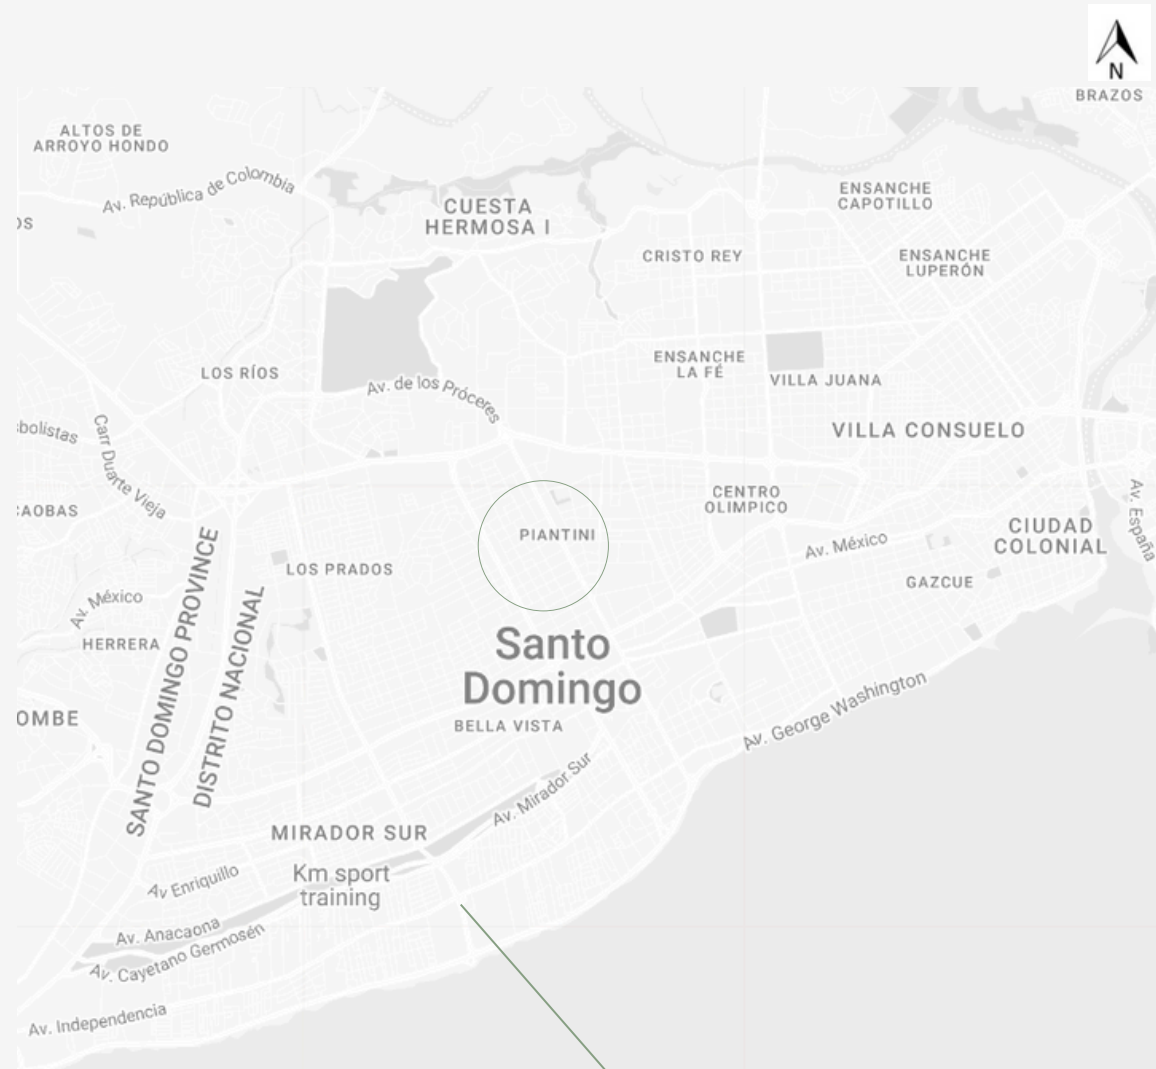 N
BRAZOS
ALTOS DE
ARROYO HONDO
Av. República de Colombia
ENSANCHE
CAPOTILLO
CUESTA
HERMOSA I
OS
CRISTO REY
ENSANCHE
LUPERÓN
ENSANCHE
LA FÉ
LOS RÍOS
VILLA JUANA
Av. de los Próceres
VILLA CONSUELO
bolistas
Carr Duarte Vieja
CENTRO
OLIMPICO
CAOBAS
Av. España
CIUDAD
COLONIAL
PIANTINI
Av. México
LOS PRADOS
GAZCUE
Av. México
HERRERA
SANTO DOMINGO PROVINCE
DISTRITO NACIONAL
Santo
Domingo
OMBE
BELLA VISTA
Av. George Washington
Av. Mirador Sur
MIRADOR SUR
Km sport
training
Av Enriquillo
Av. Anacaona
Av. Cayetano Germosén
Av. Independencia